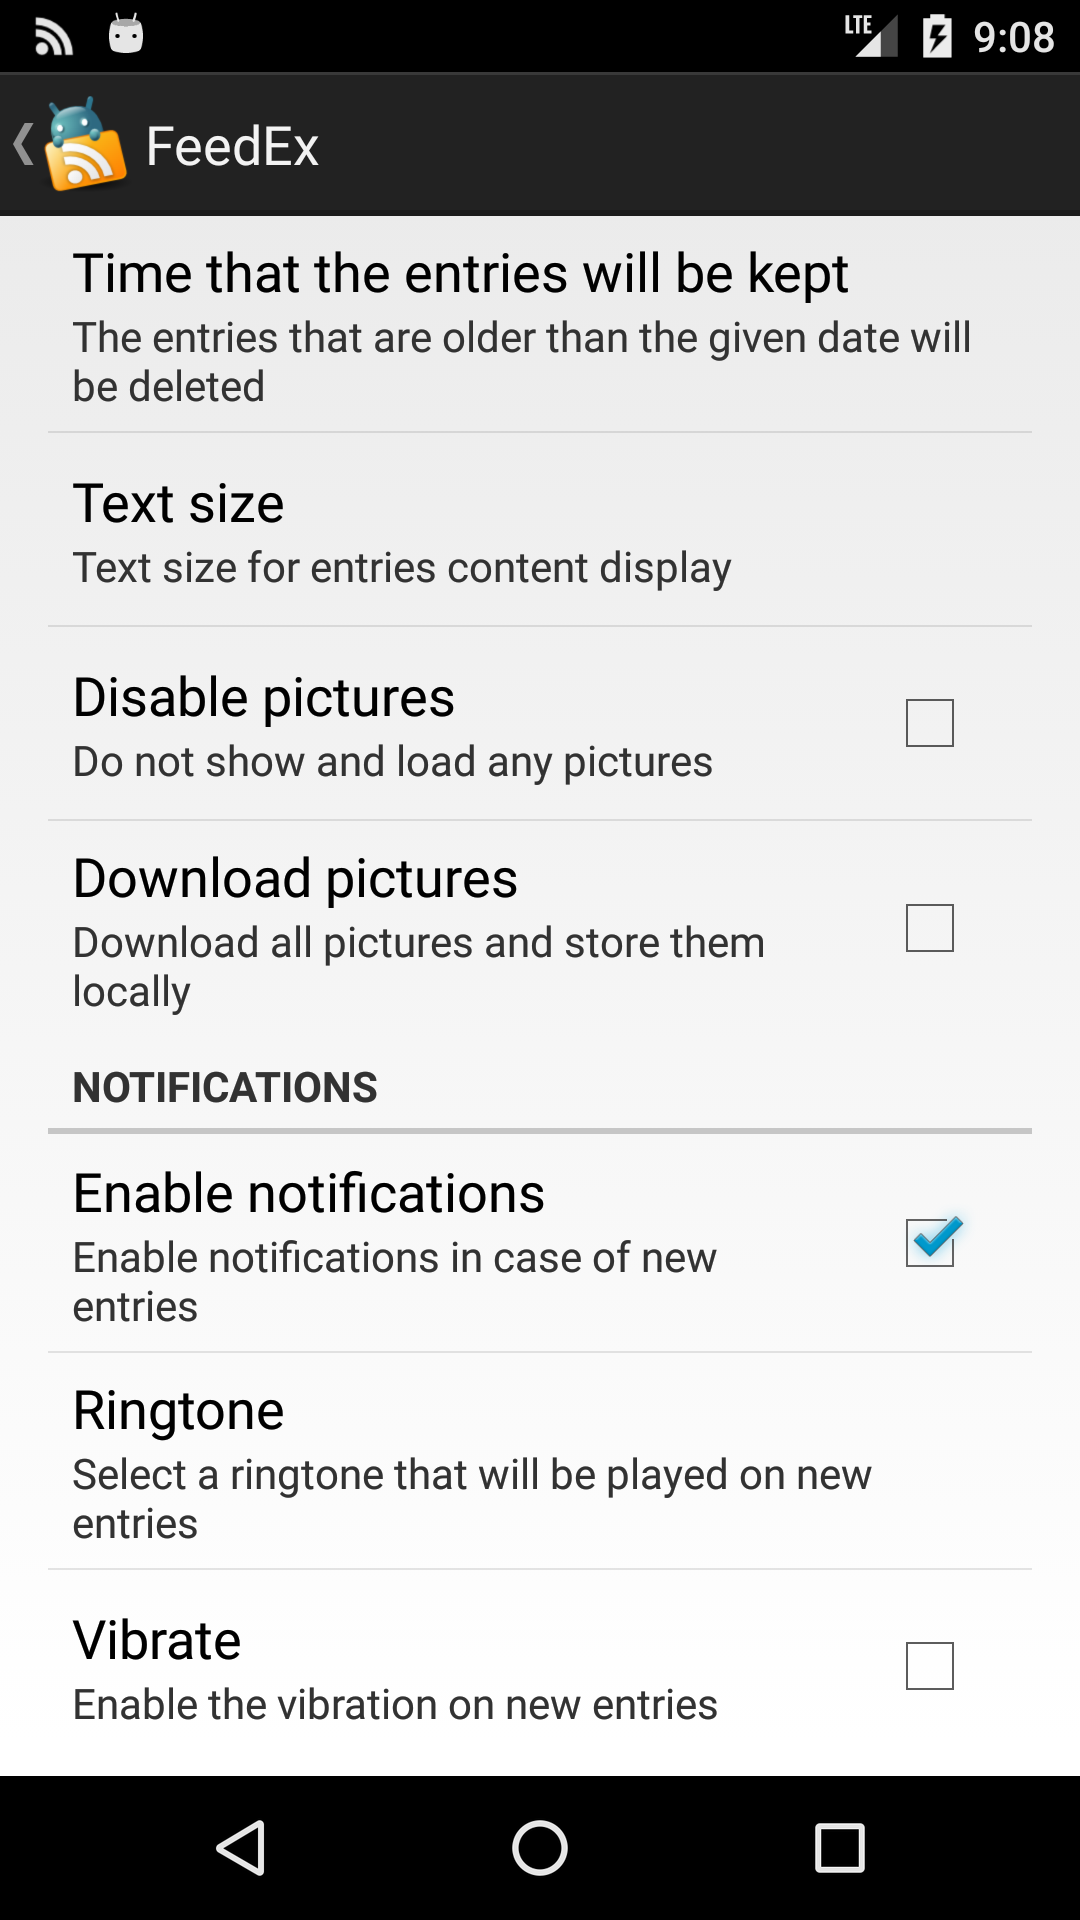 LTE 9:08
FeedEx
Time that the entries will be kept
The entries that are older than the given date will
be deleted
Text size
Text size for entries content display
Disable pictures
Do not show and load any pictures
Download pictures
Download all pictures and store them
locally
NOTIFICATIONS
Enable notifications
Enable notifications in case of new
entries
Ringtone
Select a ringtone that will be played on new
entries
Vibrate
Enable the vibration on new entries